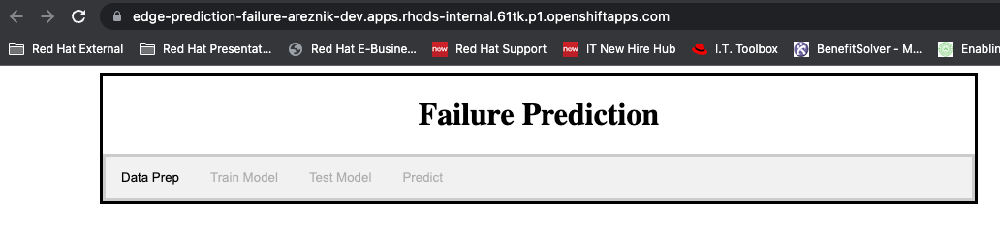 edge-prediction-failure-areznik-dev.apps.rhods-internal.61tk.p1.openshiftapps.com
Red Hat External Red Hat Presentat... Red Hat E-Busine... now Red Hat Support now IT New Hire Hub I.T. Toolbox BenefitSolver - M... Enablin
Failure Prediction
Data Prep Train Model Test Model Predict